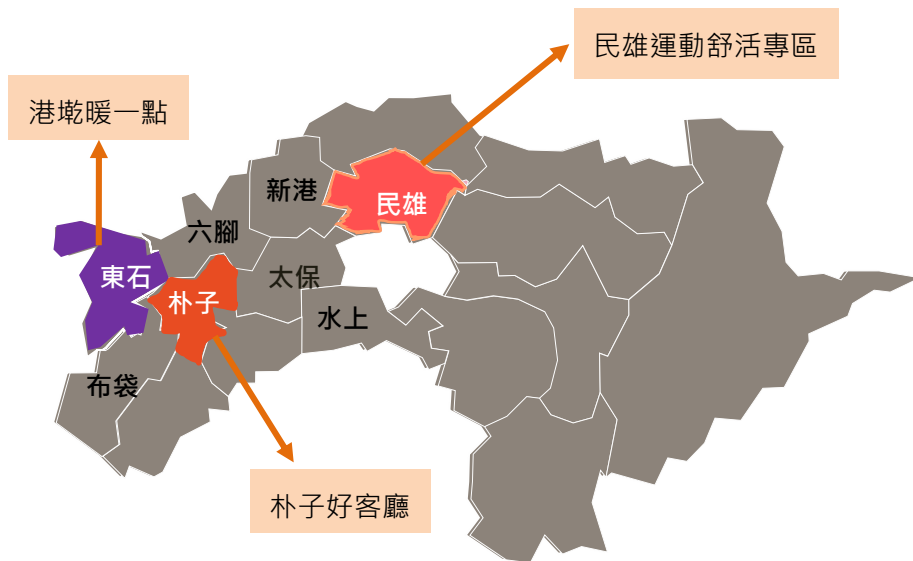 民雄運動舒活專區
港墘暖一點
新港
民雄
六腳
東石
太保
朴子
水上
布袋
朴子好客廳